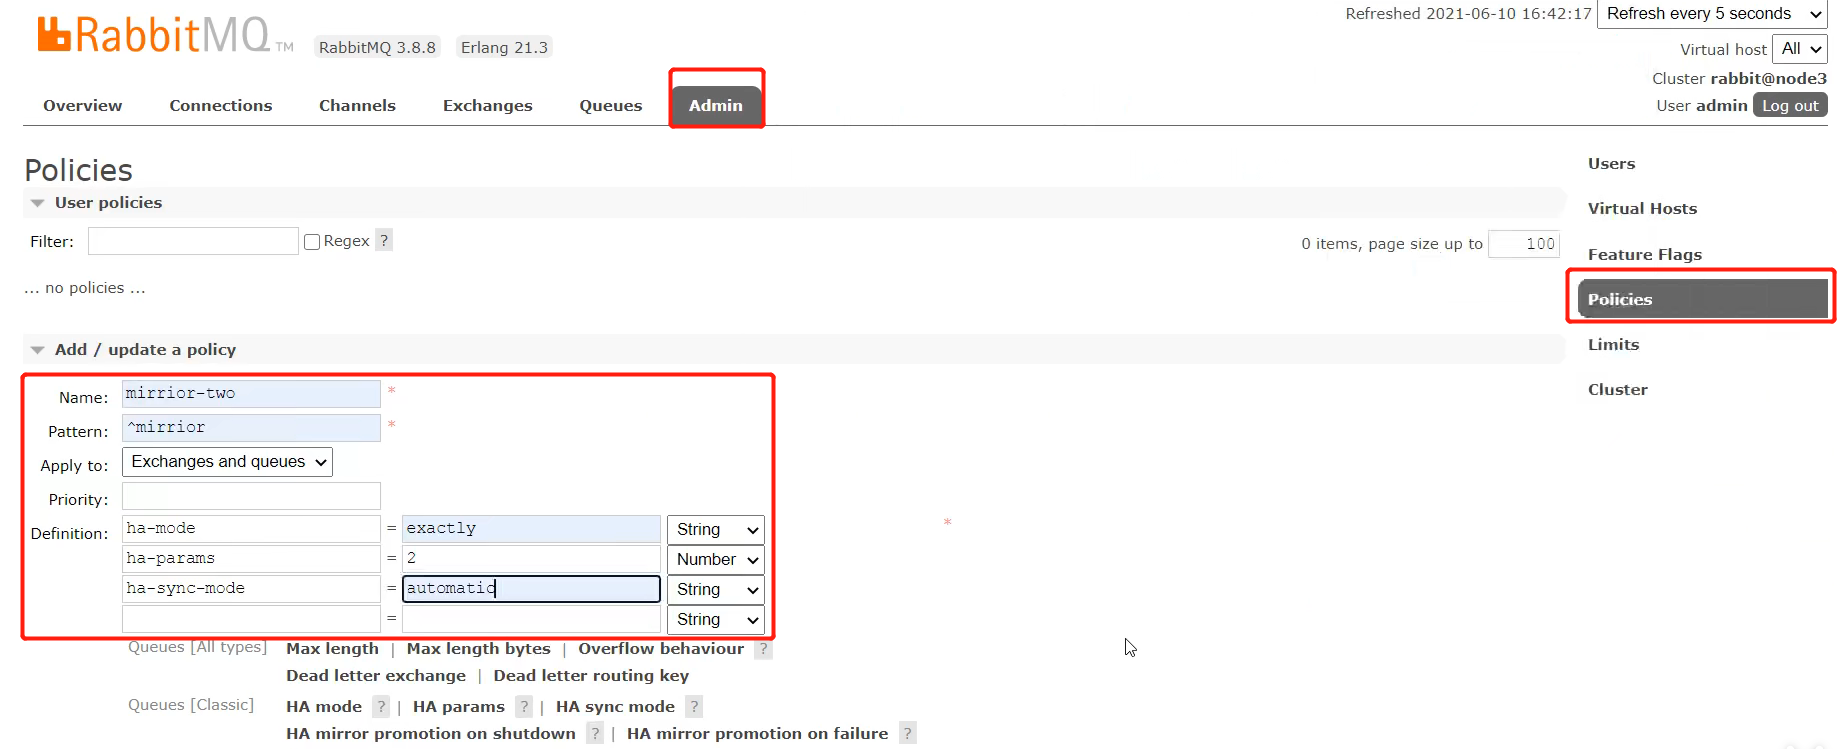 Refreshed 2021-06-10 16:42:17 Refresh every 5 seconds
RabbitMQ TM RabbitMQ 3.8.8 Erlang 21.3
Virtual host All
Cluster rabbit@node3
User admin Log out
Overview Connections Channels Exchanges Queues Admin
Policies
User policies
Filter: Regex ?
0 items, page size up to 100
... no policies ...
Add / update a policy
Name: mirrior-two *
Pattern: ^mirrior *
Apply to: Exchanges and queues
Priority:
Definition: ha-mode = exactly String *
ha-params = 2 Number
ha-sync-mode = automatic String
= String
Queues [All types] Max length | Max length bytes | Overflow behaviour ?
Dead letter exchange | Dead letter routing key
Queues [Classic] HA mode ? | HA params ? | HA sync mode ?
HA mirror promotion on shutdown ? | HA mirror promotion on failure ?
Users
Virtual Hosts
Feature Flags
Policies
Limits
Cluster